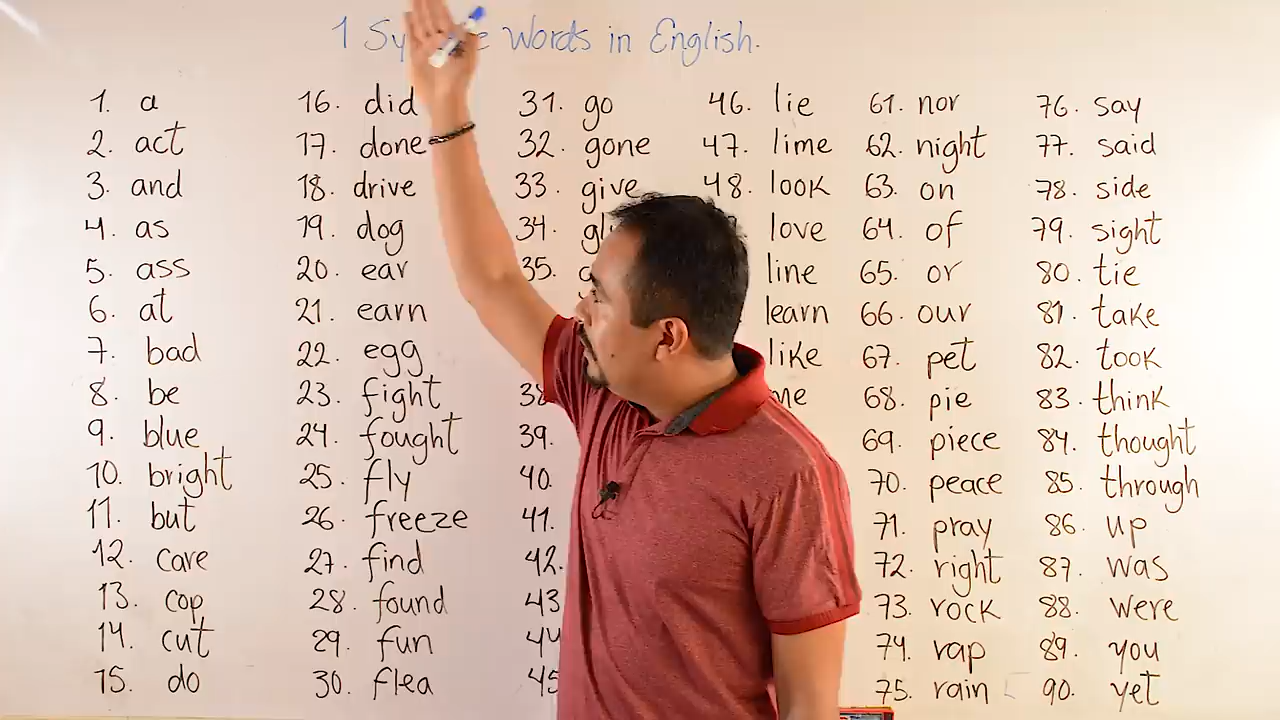 1 Words in English.
1. a
2. act
3. and
4. as
5. ass
6. at
7. bad
8. be
9. blue
10. bright
11. but
12. care
13. cop
14. cut
15. do
16. did
17. done
18. drive
19. dog
20. ear
21. earn
22. egg
23. fight
24. fought
25. fly
26. freeze
27. find
28. found
29. fun
30. flea
31. go
32. gone
33. give
34.
35.
38
39.
40.
41.
42.
43
44
45
46. lie
47. lime
48. look
love
line
learn
like
me
61. nor
62. night
63. on
64. of
65. or
66. our
67. pet
68. pie
69. piece
70. peace
71. pray
72. right
73. rock
74. rap
75. rain
76. say
77. said
78. side
79. sight
80. tie
81. take
82. took
83. think
84. thought
85. through
86. up
87. was
88. were
89. you
90. yet